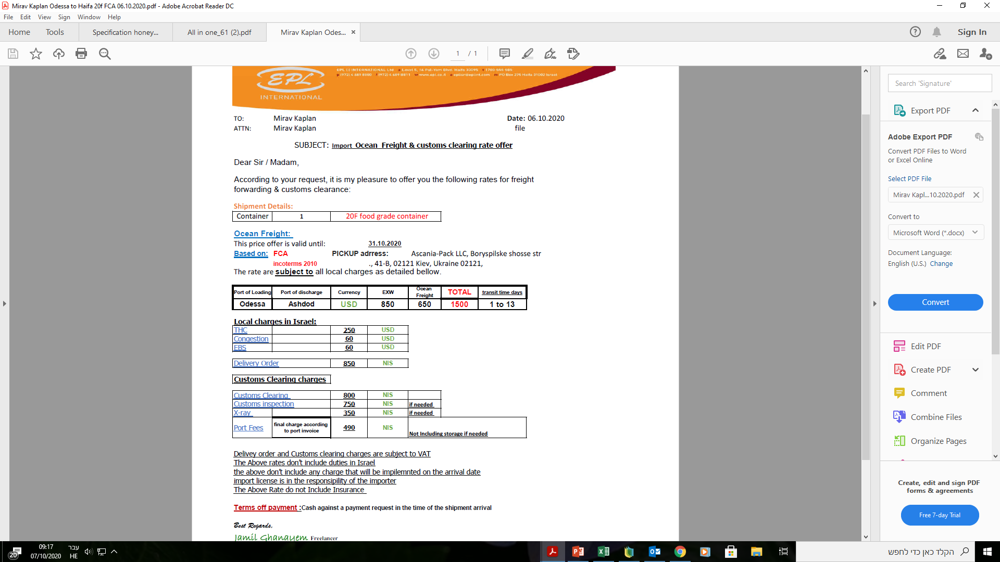 Mirav Kaplan Odessa to Haifa 20f FCA 06.10.2020.pdf - Adobe Acrobat Reader DC
File Edit View Sign Window Help
Home Tools Specification honey... All in one_61 (2).pdf Mirav Kaplan Odes... Sign In
1 / 1
EPL (I) INTERNATIONAL Ltd a Level 5, 16 Pal-Yam Blvd. Haifa 33095 t 1700 555 585
p (972) 4 689 8800 f (972) 4 689 8811 w www.epl.co.il e eplisr@eplint.com m PO Box 275 Haifa 31002 Israel
EPL
INTERNATIONAL
TO: Mirav Kaplan Date: 06.10.2020
ATTN: Mirav Kaplan file
SUBJECT: Import Ocean Freight & customs clearing rate offer
Dear Sir / Madam,
According to your request, it is my pleasure to offer you the following rates for freight
forwarding & customs clearance:
Shipment Details:
Container 1 20F food grade container
Ocean Freight:
This price offer is valid until: 31.10.2020
Based on: FCA PICKUP adrress: Ascania-Pack LLC, Boryspilske shosse str
incoterms 2010 ., 41-B, 02121 Kiev, Ukraine 02121,
The rate are subject to all local charges as detailed bellow.
Port of Loading Port of discharge Currency EXW Ocean Freight TOTAL transit time days
Odessa Ashdod USD 850 650 1500 1 to 13
Local charges in Israel:
THC 250 USD
Congestion 60 USD
EBS 60 USD
Delivery Order 850 NIS
Customs Clearing charges
Customs Clearing 800 NIS
Customs inspection 750 NIS if needed
X-ray 350 NIS if needed
Port Fees final charge according to port invoice 490 NIS Not Including storage if needed
Delivey order and Customs clearing charges are subject to VAT
The Above rates don't include duties in Israel
the above don't include any charge that will be impilemnted on the arrival date
import license is in the responsipility of the importer
The Above Rate do not Include Insurance
Terms off payment :Cash against a payment request in the time of the shipment arrival
Best Regards,
Jamil Ghanayem Freelancer
Search 'Signature'
Export PDF
Adobe Export PDF
Convert PDF Files to Word
or Excel Online
Select PDF File
Mirav Kapl...10.2020.pdf
Convert to
Microsoft Word (*.docx)
Document Language:
English (U.S.) Change
Convert
Edit PDF
Create PDF
Comment
Combine Files
Organize Pages
Create, edit and sign PDF
forms & agreements
Free 7-day Trial
20
09:17
07/10/2020
עבר
HE
הקלד כאן כדי לחפש